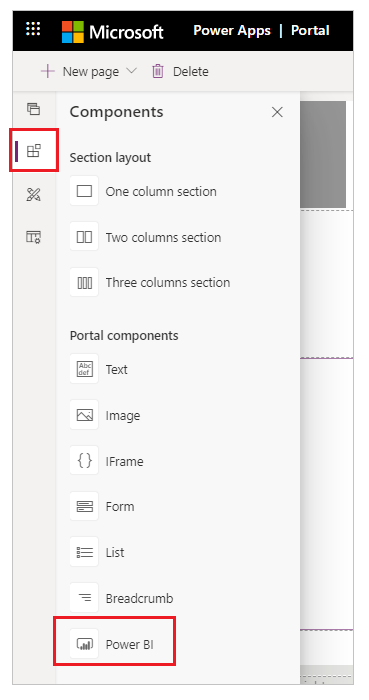 Microsoft Power Apps | Portal
New page Delete
Components
Section layout
One column section
Two columns section
Three columns section
Portal components
Abc
def
Text
Image
IFrame
Form
List
Breadcrumb
Power BI